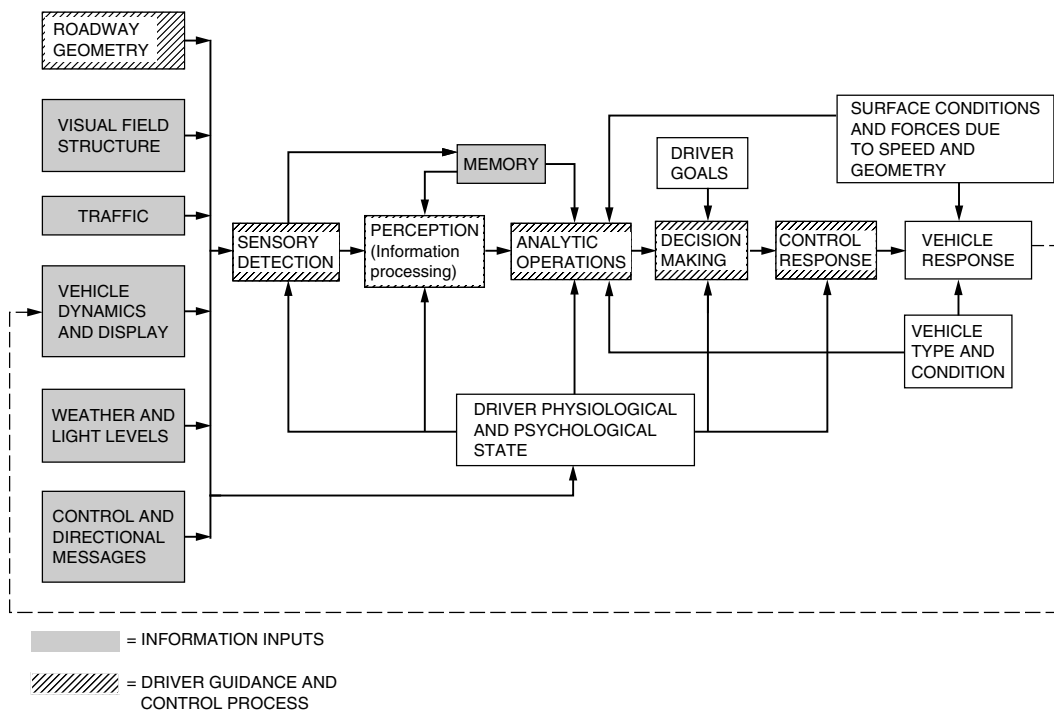 ROADWAY
GEOMETRY
VISUAL FIELD
STRUCTURE
TRAFFIC
VEHICLE
DYNAMICS
AND DISPLAY
WEATHER AND
LIGHT LEVELS
CONTROL AND
DIRECTIONAL
MESSAGES
SENSORY
DETECTION
PERCEPTION
(Information
processing)
MEMORY
ANALYTIC
OPERATIONS
DRIVER
GOALS
DECISION
MAKING
CONTROL
RESPONSE
SURFACE CONDITIONS
AND FORCES DUE
TO SPEED AND
GEOMETRY
VEHICLE
RESPONSE
VEHICLE
TYPE AND
CONDITION
DRIVER PHYSIOLOGICAL
AND PSYCHOLOGICAL
STATE
= INFORMATION INPUTS
= DRIVER GUIDANCE AND
CONTROL PROCESS